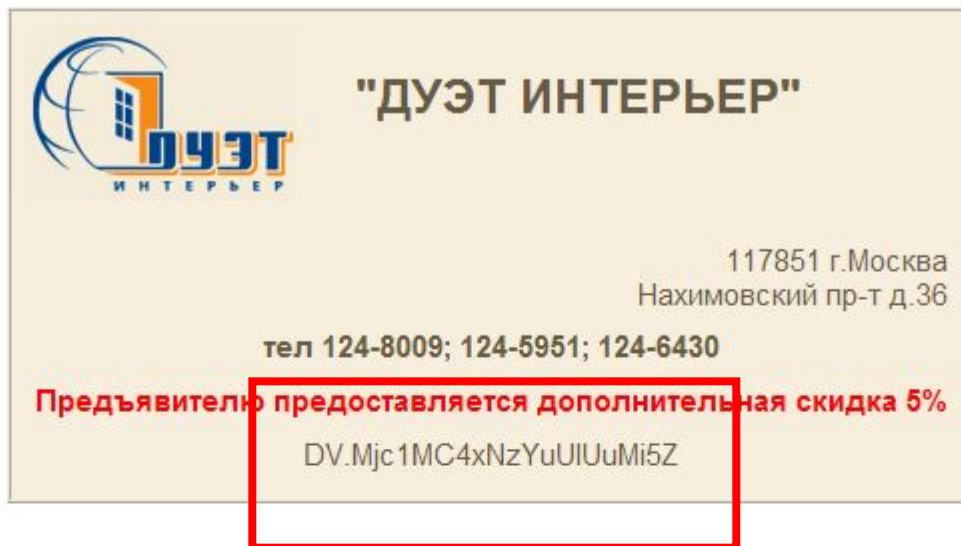 ДУЭТ
ИНТЕРЬЕР
"ДУЭТ ИНТЕРЬЕР"
117851 г.Москва
Нахимовский пр-т д.36
тел 124-8009; 124-5951; 124-6430
Предъявителю предоставляется дополнительная скидка 5%
DV.Mjc1MC4xNzYuUlUuMi5Z